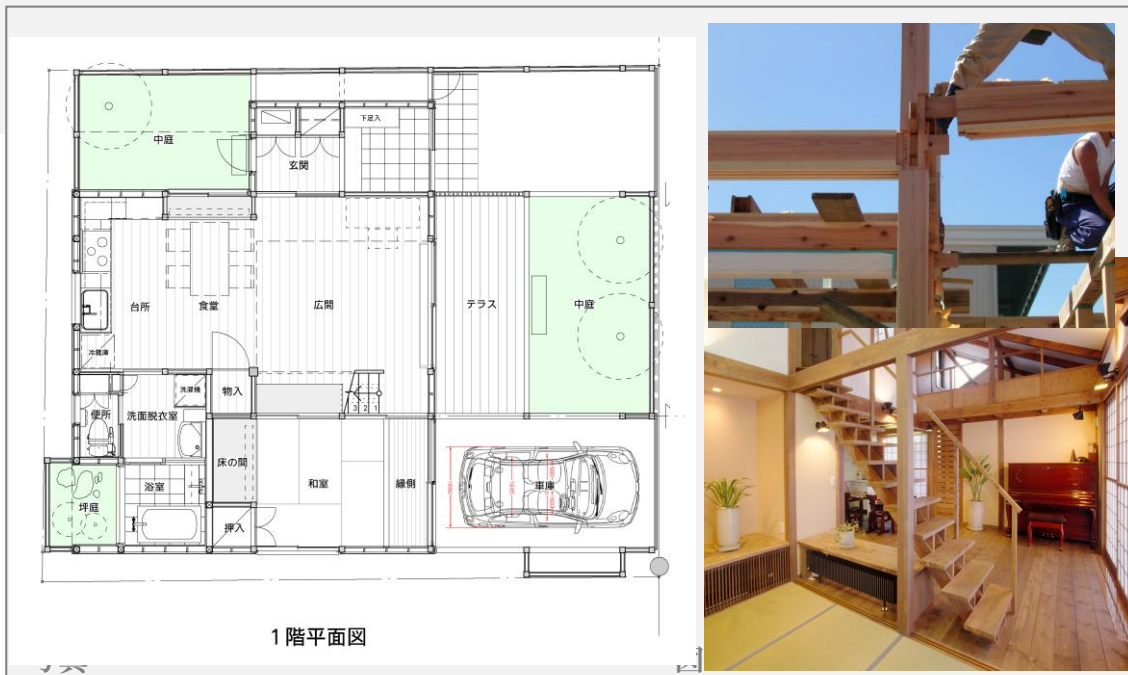 下足入
中庭
玄関
台所
食堂
広間
テラス
中庭
冷蔵庫
洗濯機
物入
便所
洗面脱衣室
3 2 1
床の間
和室
縁側
車庫
浴室
坪庭
押入
1階平面図
写真